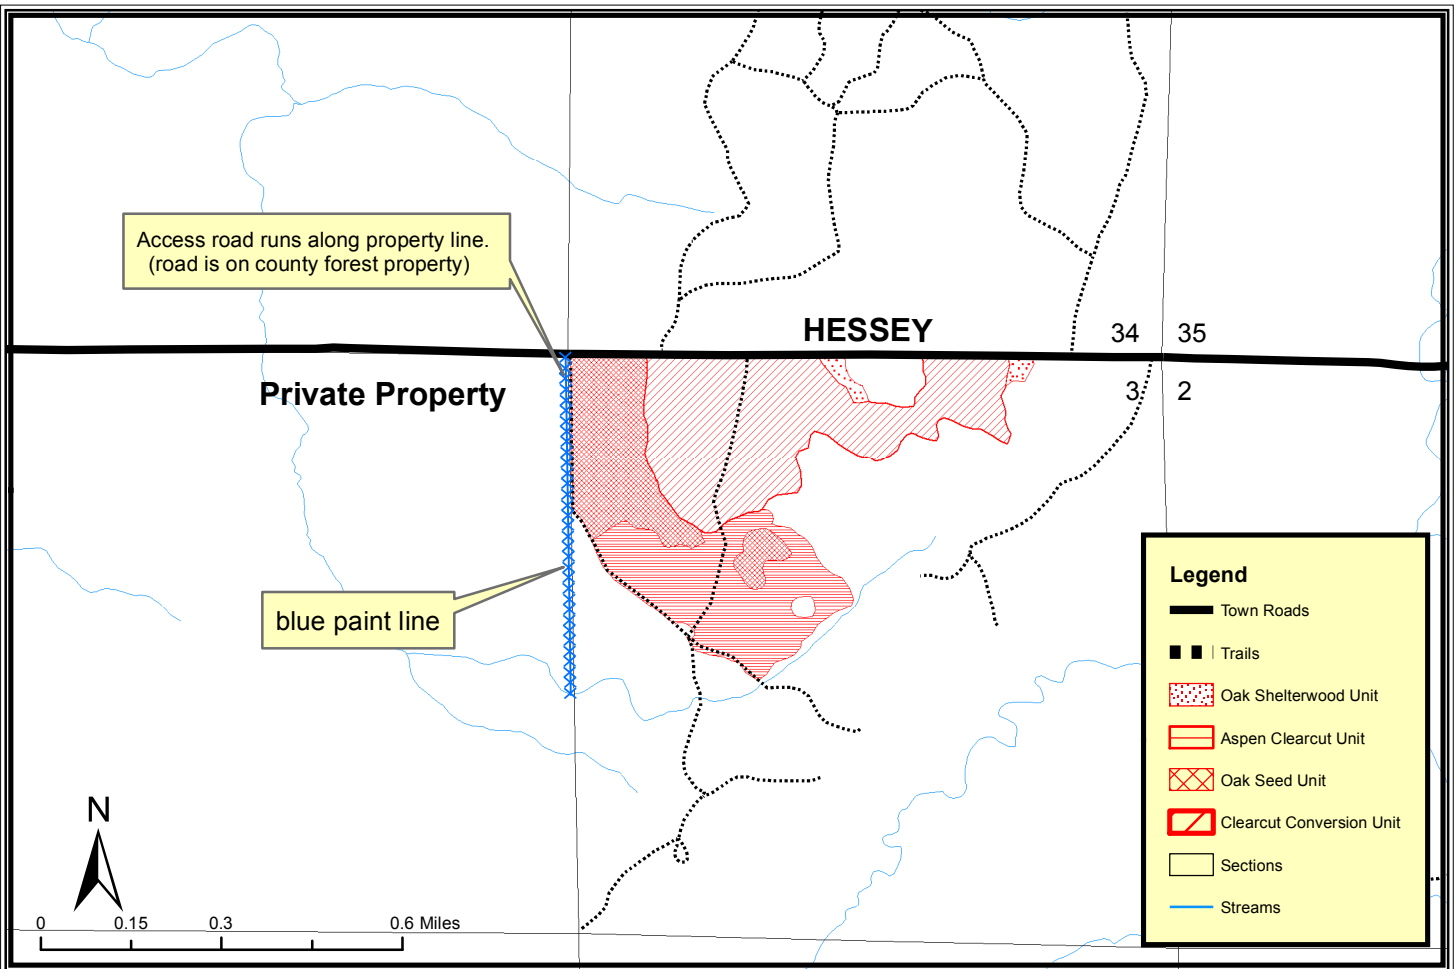 Access road runs along property line.
(road is on county forest property)
HESSEY
34 35
Private Property
3 2
blue paint line
Legend
Town Roads
Trails
Oak Shelterwood Unit
Aspen Clearcut Unit
Oak Seed Unit
Clearcut Conversion Unit
Sections
Streams
N
0 0.15 0.3 0.6 Miles